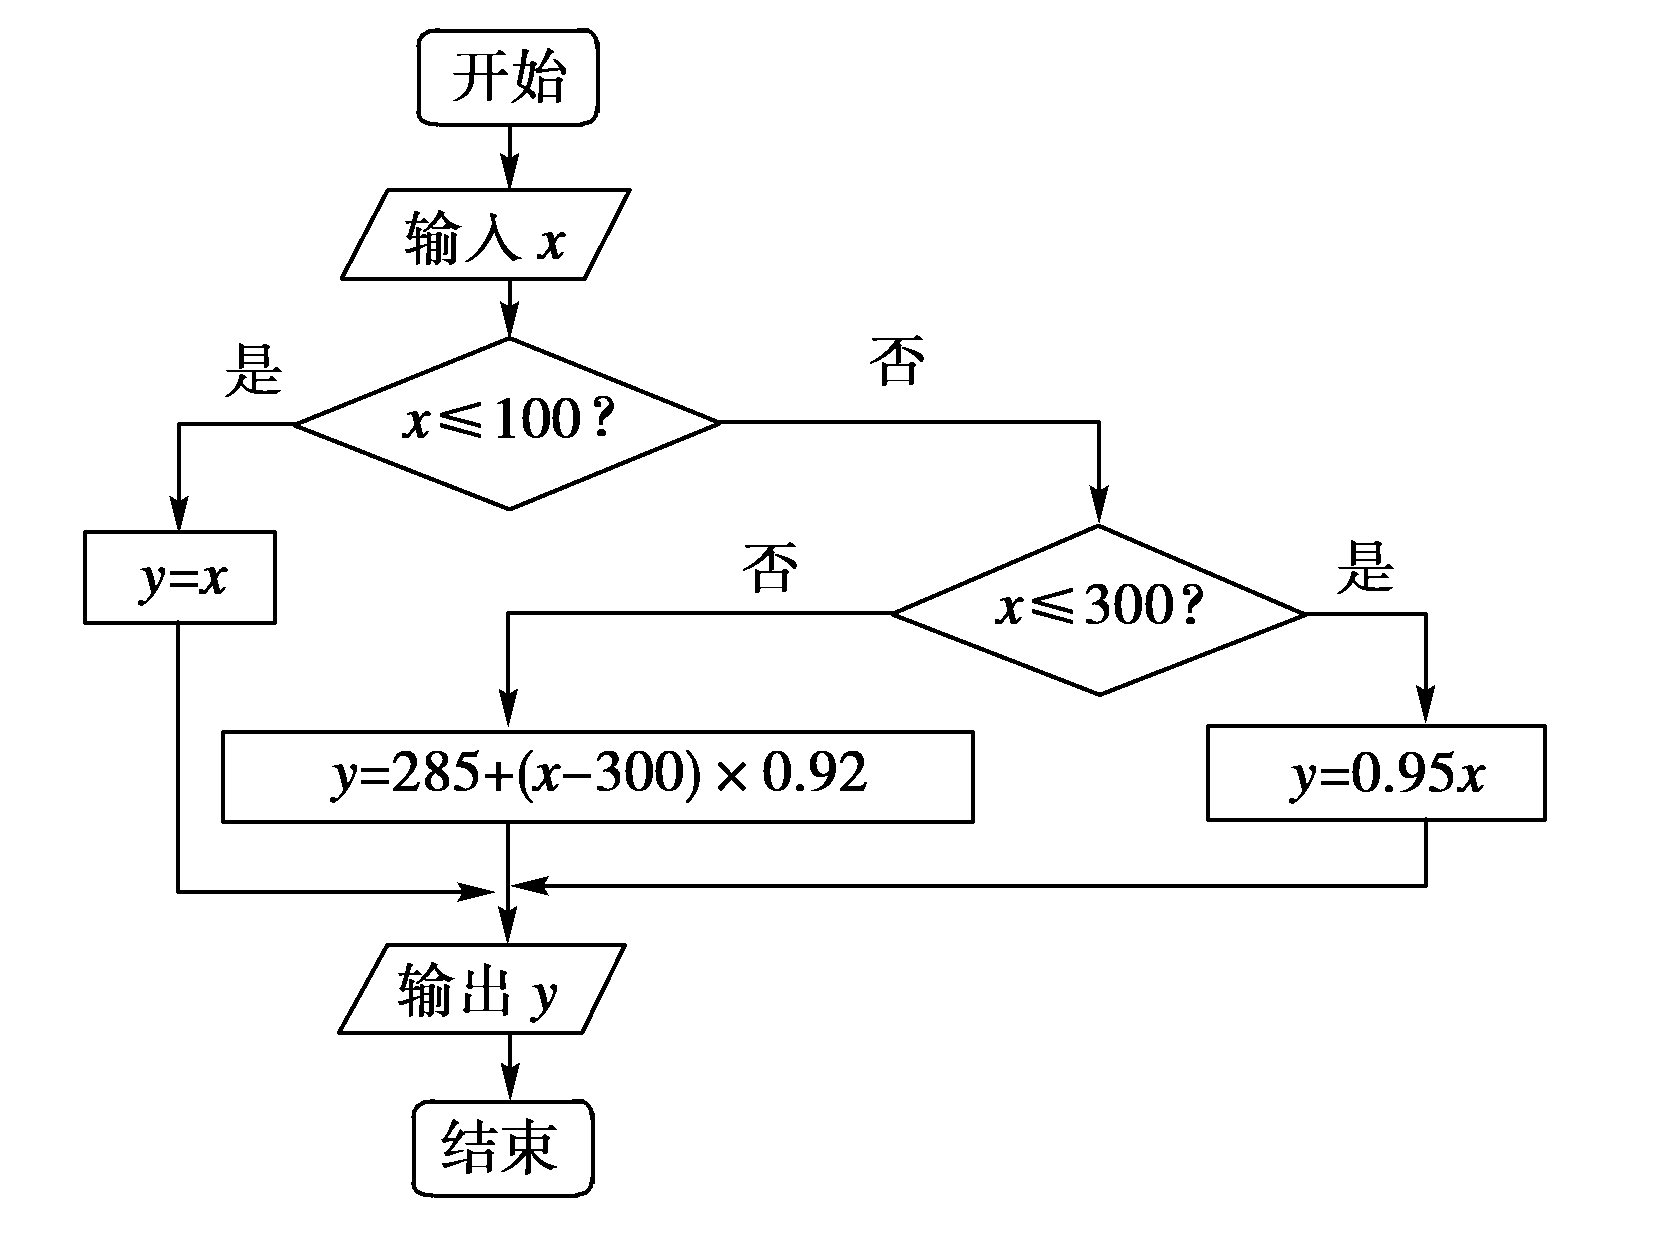 开始
输入 x
是
否
x≤100?
y=x
否
是
x≤300?
y=285+(x-300)×0.92
y=0.95x
输出 y
结束